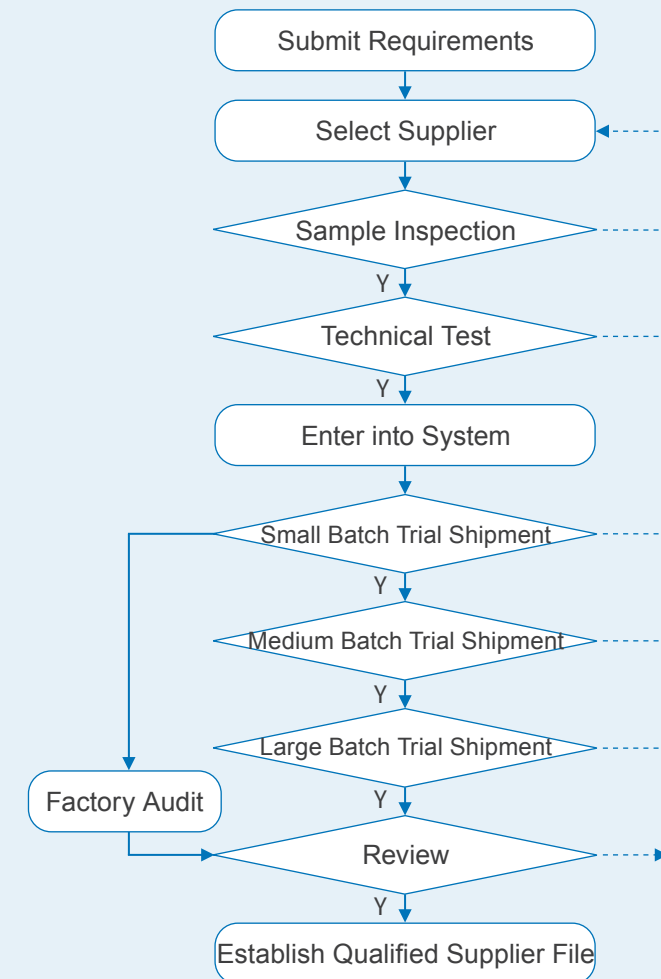 Submit Requirements
Select Supplier
Sample Inspection
Y
Technical Test
Y
Enter into System
Small Batch Trial Shipment
Y
Medium Batch Trial Shipment
Y
Large Batch Trial Shipment
Factory Audit
Y
Review
Y
Establish Qualified Supplier File